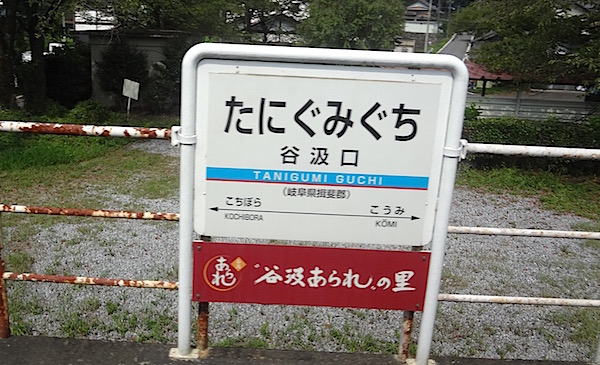 たにぐみぐち
谷汲口
TANIGUMI GUCHI
（岐阜県揖斐郡）
こちぼら こうみ
KOCHIBORA KŌMI
あられ "谷汲あられ"の里